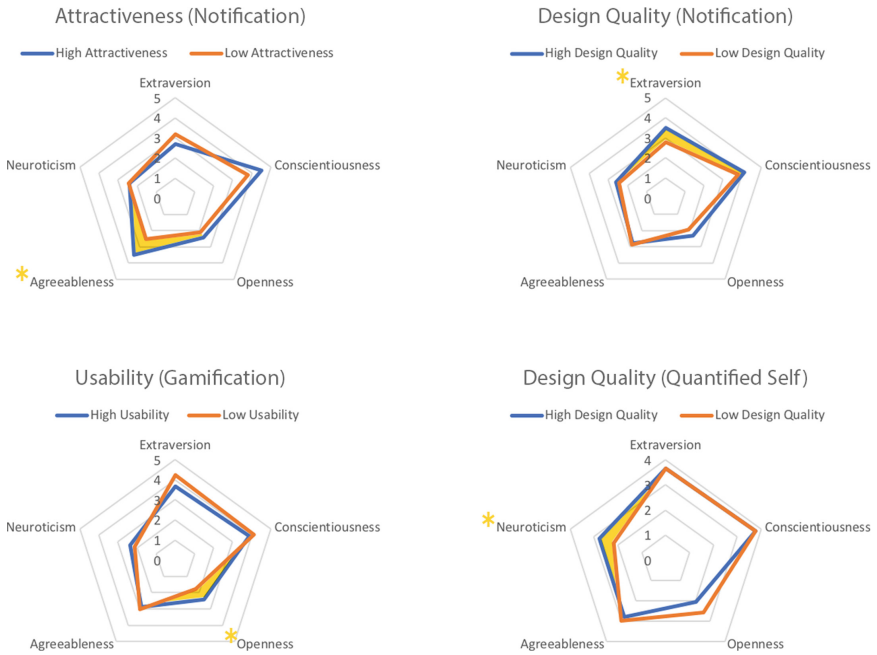 Attractiveness (Notification)
High Attractiveness Low Attractiveness
Extraversion
5
4
3
2
1
0
Neuroticism
Conscientiousness
* Agreeableness
Openness
Design Quality (Notification)
High Design Quality Low Design Quality
* Extraversion
5
4
3
2
1
0
Neuroticism
Conscientiousness
Agreeableness
Openness
Usability (Gamification)
High Usability Low Usability
Extraversion
5
4
3
2
1
0
Neuroticism
Conscientiousness
Agreeableness
* Openness
Design Quality (Quantified Self)
High Design Quality Low Design Quality
Extraversion
4
3
2
1
0
* Neuroticism
Conscientiousness
Agreeableness
Openness